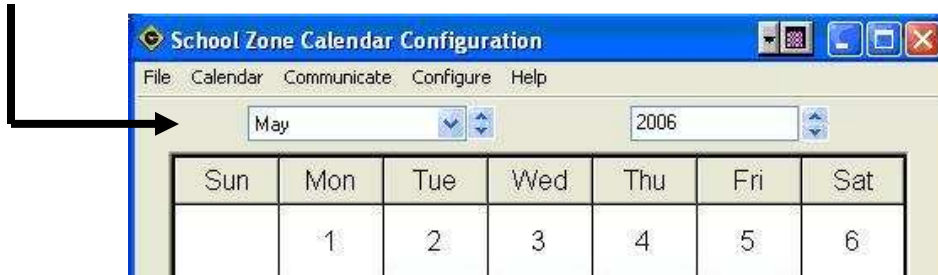 School Zone Calendar Configuration
File Calendar Communicate Configure Help
May 2006
Sun Mon Tue Wed Thu Fri Sat
1 2 3 4 5 6